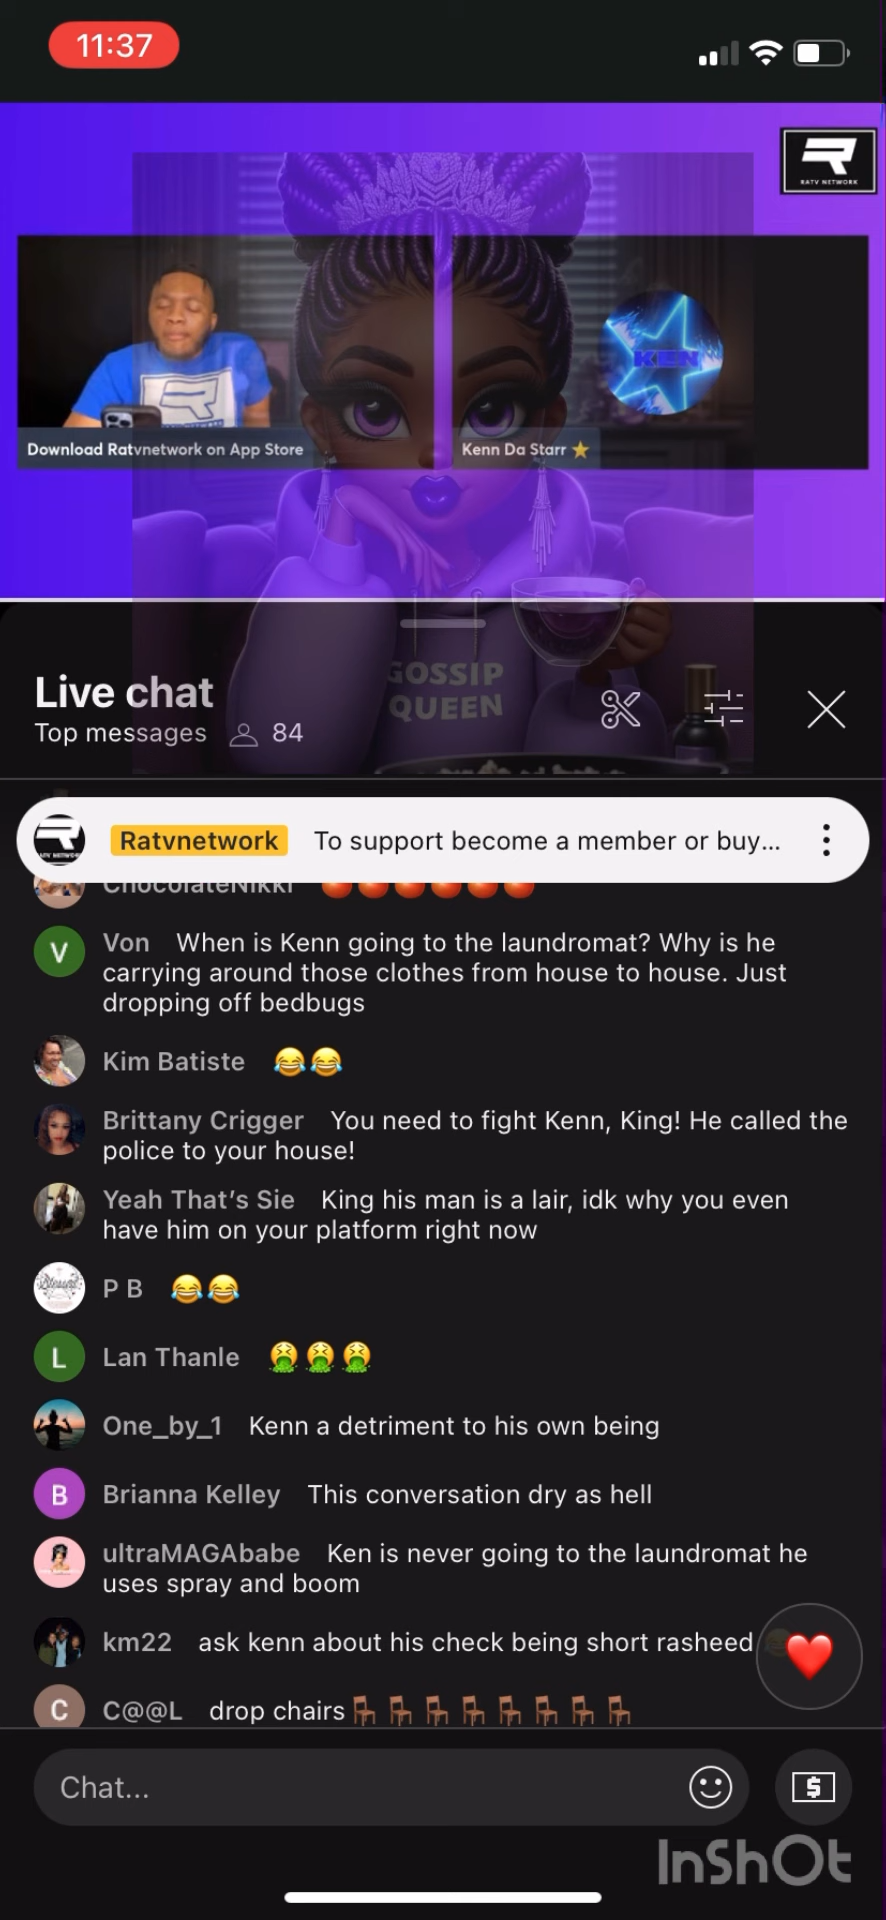 11:37
RATV NETWORK
KEN
Download Ratvnetwork on App Store
Kenn Da Starr ⭐
GOSSIP
QUEEN
Live chat
Top messages 84
Ratvnetwork To support become a member or buy...
ChocolateNikki
V Von When is Kenn going to the laundromat? Why is he
carrying around those clothes from house to house. Just
dropping off bedbugs
Kim Batiste 😂😂
Brittany Crigger You need to fight Kenn, King! He called the
police to your house!
Yeah That's Sie King his man is a lair, idk why you even
have him on your platform right now
Blessed
P B 😂😂
L Lan Thanle 🤮🤮🤮
One_by_1 Kenn a detriment to his own being
B Brianna Kelley This conversation dry as hell
ultraMAGAbabe Ken is never going to the laundromat he
uses spray and boom
km22 ask kenn about his check being short rasheed
C C@@L drop chairs🪑🪑🪑🪑🪑🪑🪑🪑
Chat...
$
InShOt